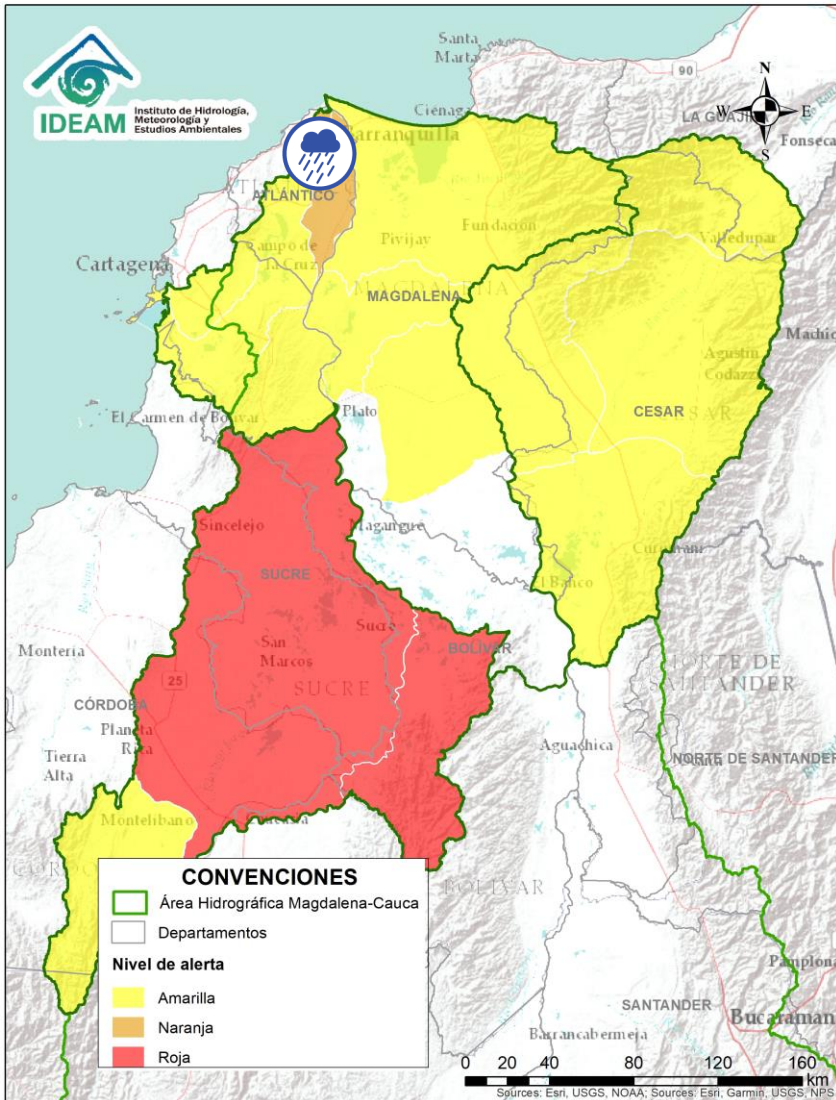 IDEAM
Instituto de Hidrología,
Meteorología y
Estudios Ambientales
Santa
Marta
90
N
W
E
S
Ciénaga
LA GUAJIRA
Fonseca
Barranquilla
ATLÁNTICO
Campo de
la Cruz
Pivijay
Fundación
Valledupar
Cartagena
MAGDALENA
MAGDALENA
Agustín
Codazzi
El Carmen de Bolívar
Plato
CESAR
Sincelejo
Magangue
SUCRE
El Banco
Sucre
San
Marcos
BOLÍVAR
Montería
SUCRE
25
CÓRDOBA
Planeta
Rica
NORTE DE
SANTANDER
Tierra
Alta
Aguachica
NORTE DE SANTANDER
Montelibano
BOLÍVAR
CONVENCIONES
Área Hidrográfica Magdalena-Cauca
Departamentos
Nivel de alerta
Amarilla
Naranja
Roja
Pamplona
SANTANDER
Bucaraman
Barrancabermeja
0 20 40 80 120 160
km
Sources: Esri, USGS, NOAA; Sources: Esri, Garmin, USGS, NPS